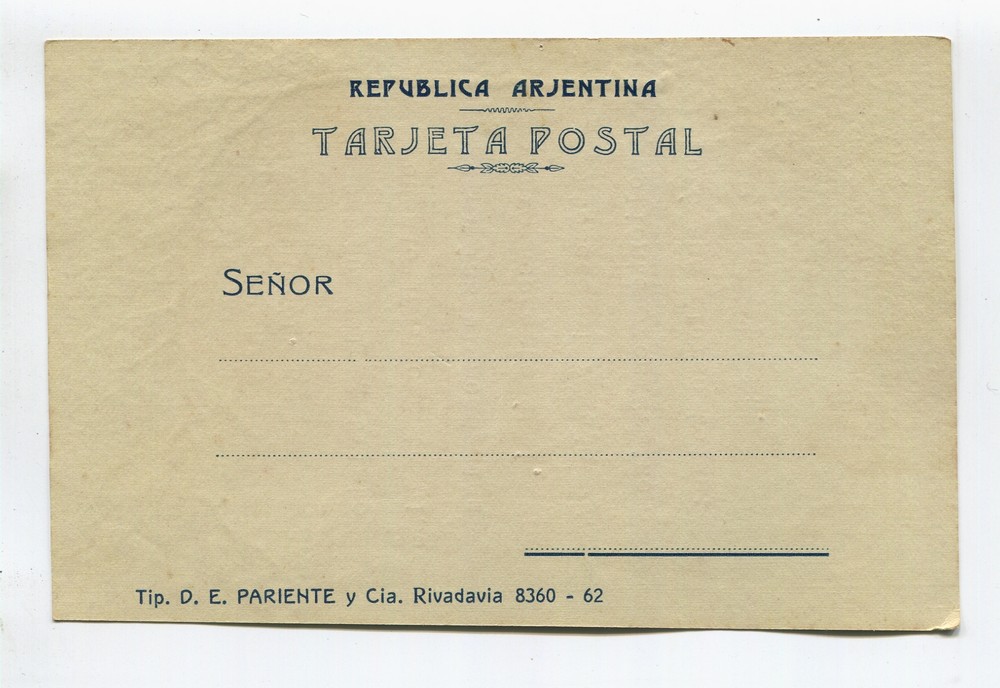 REPUBLICA ARJENTINA
TARJETA POSTAL
SEÑOR
Tip. D. E. PARIENTE y Cia. Rivadavia 8360 - 62